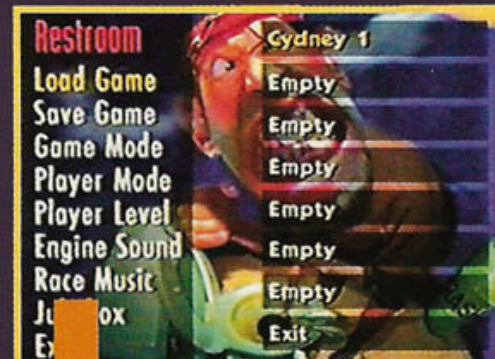 Restroom
Load Game
Save Game
Game Mode
Player Mode
Player Level
Engine Sound
Race Music
Cydney 1
Empty
Empty
Empty
Empty
Empty
Empty
Exit